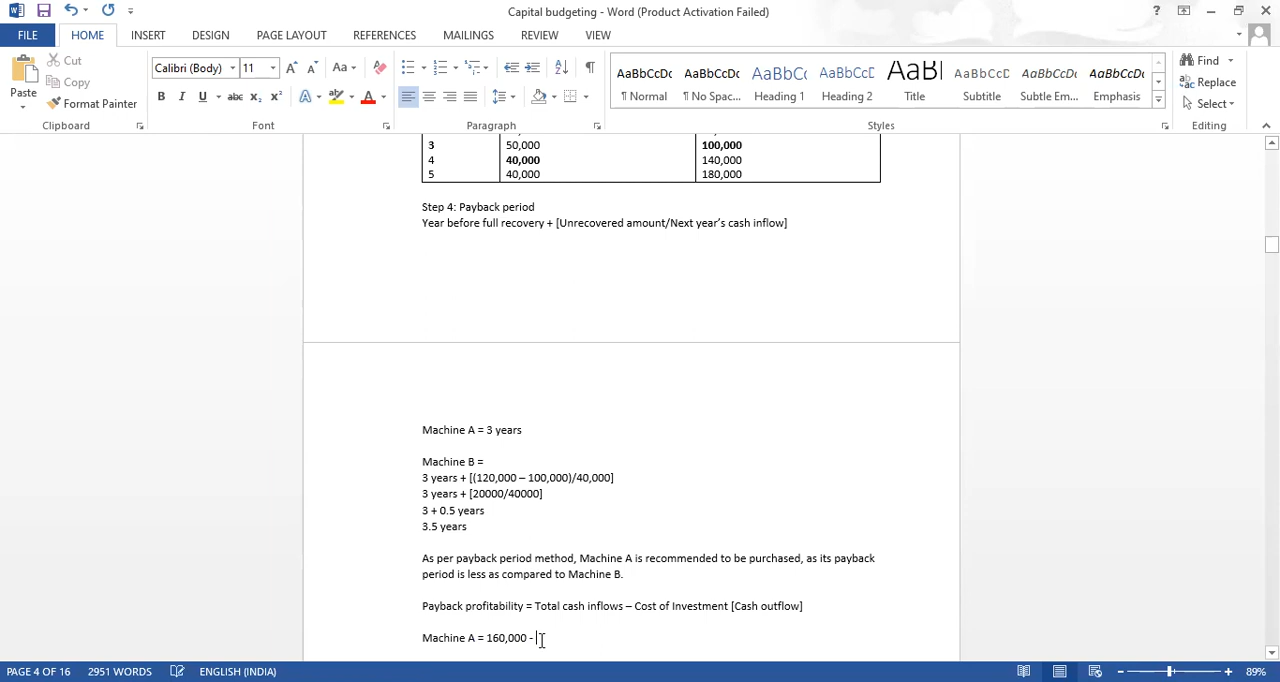 Capital budgeting - Word (Product Activation Failed)
FILE HOME INSERT DESIGN PAGE LAYOUT REFERENCES MAILINGS REVIEW VIEW
Paste
Cut
Copy
Format Painter
Clipboard
Calibri (Body) 11
Font
Paragraph
AaBbCcDc AaBbCcDc AaBbCc AaBbCcD AaBl AaBbCcD AaBbCcDc AaBbCcDc
¶ Normal ¶ No Spac... Heading 1 Heading 2 Title Subtitle Subtle Em... Emphasis
Styles
Find
Replace
Select
Editing
3 50,000 100,000
4 40,000 140,000
5 40,000 180,000
Step 4: Payback period
Year before full recovery + [Unrecovered amount/Next year’s cash inflow]
Machine A = 3 years
Machine B =
3 years + [(120,000 – 100,000)/40,000]
3 years + [20000/40000]
3 + 0.5 years
3.5 years
As per payback period method, Machine A is recommended to be purchased, as its payback
period is less as compared to Machine B.
Payback profitability = Total cash inflows – Cost of Investment [Cash outflow]
Machine A = 160,000 -
PAGE 4 OF 16 2951 WORDS ENGLISH (INDIA) 89%